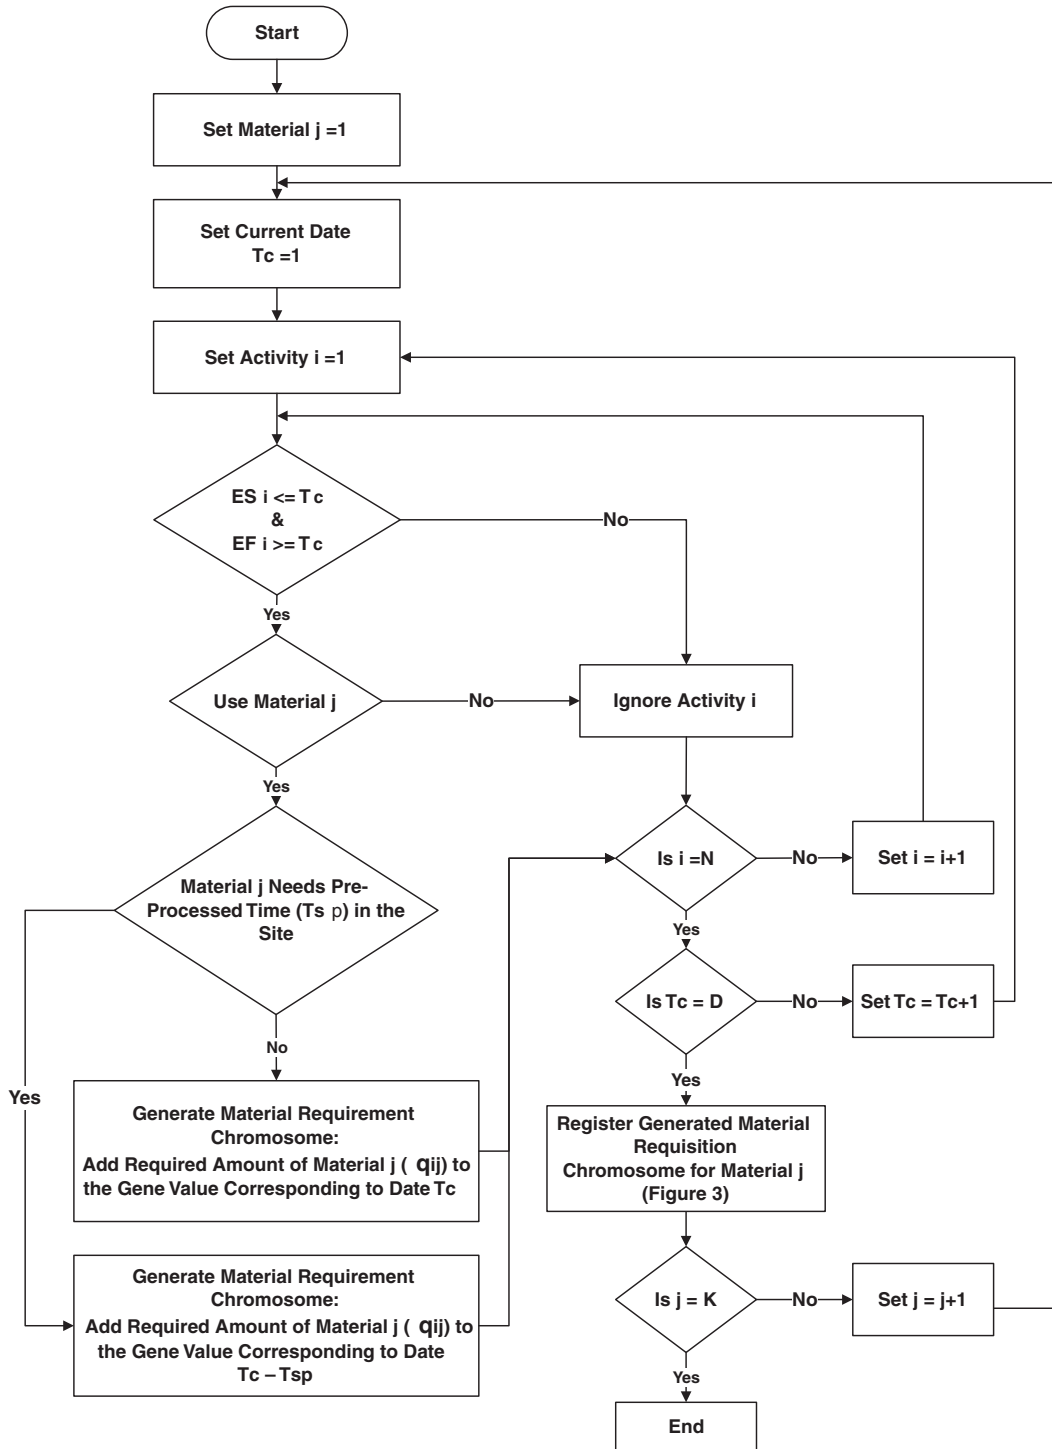 Start
Set Material j =1
Set Current Date
Tc =1
Set Activity i =1
ES i <= Tc
&
EF i >= Tc
No
Yes
Use Material j
No
Ignore Activity i
Yes
Is i =N
No
Set i = i+1
Material j Needs Pre-
Processed Time (Ts p) in the
Site
Yes
Is Tc = D
No
Set Tc = Tc+1
No
Yes
Yes
Generate Material Requirement
Chromosome:
Add Required Amount of Material j ( qij) to
the Gene Value Corresponding to Date Tc
Register Generated Material
Requisition
Chromosome for Material j
(Figure 3)
Generate Material Requirement
Chromosome:
Add Required Amount of Material j ( qij) to
the Gene Value Corresponding to Date
Tc – Tsp
Is j = K
No
Set j = j+1
Yes
End